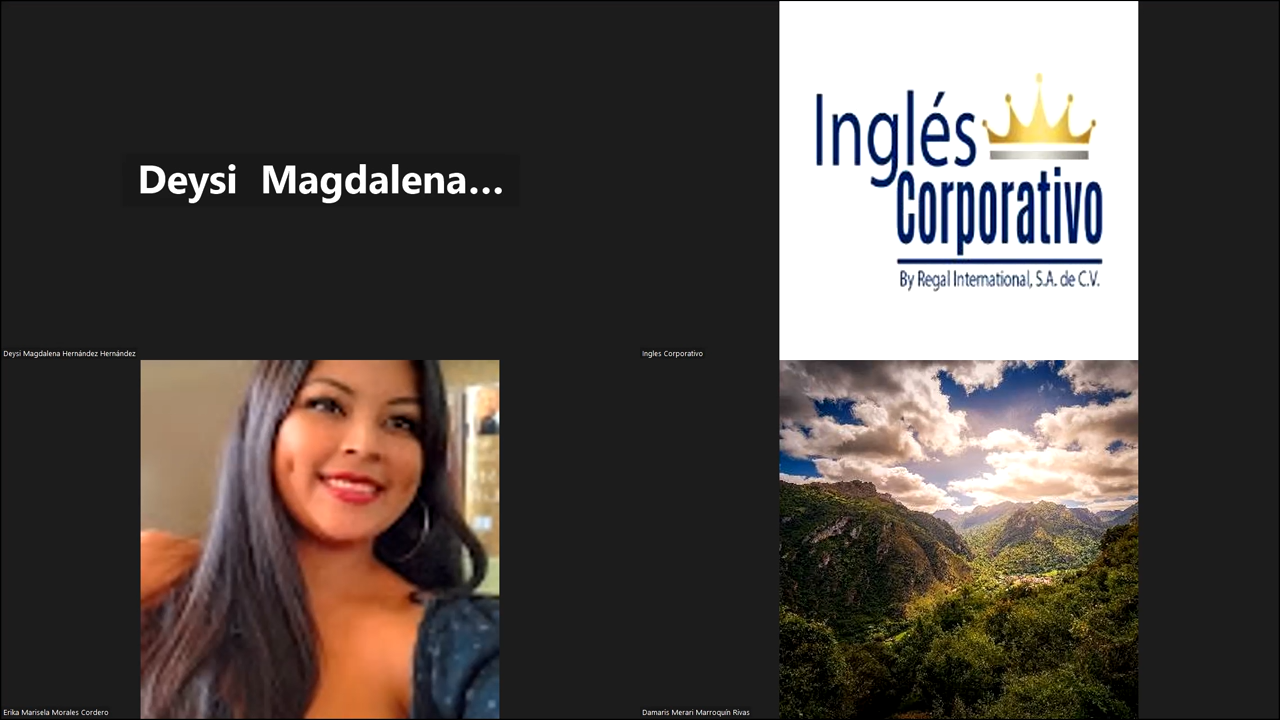 Deysi  Magdalena...
Deysi Magdalena Hernández Hernández
Inglés
Corporativo
By Regal International, S.A. de C.V.
Ingles Corporativo
Erika Marisela Morales Cordero
Damaris Merari Marroquín Rivas